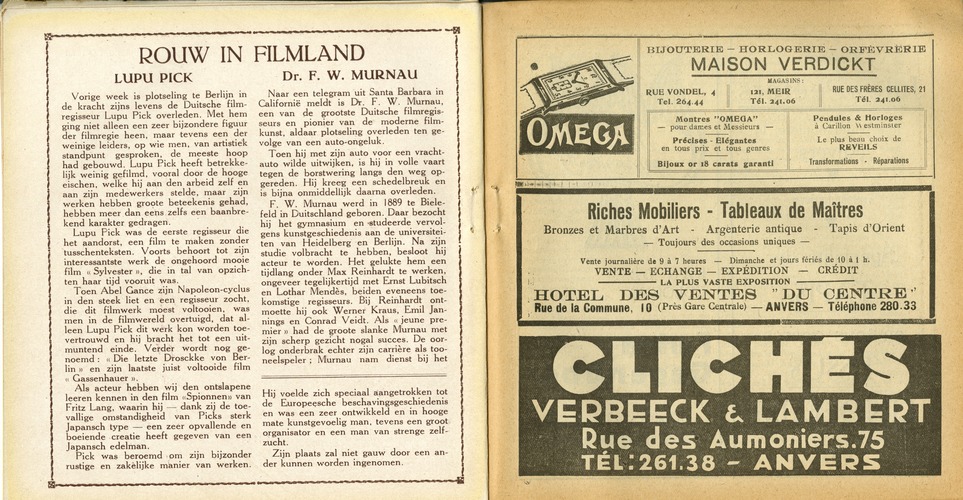 ROUW IN FILMLAND
LUPU PICK
Vorige week is plotseling te Berlijn in
de kracht zijns levens de Duitsche film-
regisseur Lupu Pick overleden. Met hem
ging niet alleen een zeer bijzondere figuur
der filmregie heen, maar tevens een der
weinige leiders, op wie men, van artistiek
standpunt gesproken, de meeste hoop
had gebouwd. Lupu Pick heeft betrekke-
lijk weinig gefilmd, vooral door de hooge
eischen, welke hij aan den arbeid zelf en
aan zijn medewerkers stelde, maar zijn
werken hebben groote beteekenis gehad,
hebben meer dan eens zelfs een baanbre-
kend karakter gedragen.
Lupu Pick was de eerste regisseur die
het aandorst, een film te maken zonder
tusschenteksten. Voorts behoort tot zijn
interessantste werk de ongehoord mooie
film « Sylvester », die in tal van opzich-
ten haar tijd vooruit was.
Toen Abel Gance zijn Napoleon-cyclus
in den steek liet en een regisseur zocht,
die dit filmwerk moest voltooien, was
men in de filmwereld overtuigd, dat al-
leen Lupu Pick dit werk kon worden toe-
vertrouwd en hij bracht het tot een uit-
muntend einde. Verder wordt nog ge-
noemd : « Die letzte Drosckke von Ber-
lin » en zijn laatste juist voltooide film
« Gassenhauer ».
Als acteur hebben wij den ontslapene
leeren kennen in den film «Spionnen» van
Fritz Lang, waarin hij — dank zij de toe-
vallige omstandigheid van Picks sterk
Japansch type — een zeer opvallende en
boeiende creatie heeft gegeven van een
Japansch edelman.
Pick was beroemd om zijn bijzonder
rustige en zakelijke manier van werken.
Dr. F. W. MURNAU
Naar een telegram uit Santa Barbara in
Californië meldt is Dr. F. W. Murnau,
een van de grootste Duitsche filmregis-
seurs en pionier van de moderne film-
kunst, aldaar plotseling overleden ten ge-
volge van een auto-ongeluk.
Toen hij met zijn auto voor een vracht-
auto wilde uitwijken, is hij in volle vaart
tegen de borstwering langs den weg op-
gereden. Hij kreeg een schedelbreuk en
is bijna onmiddellijk daarna overleden.
F. W. Murnau werd in 1889 te Biele-
feld in Duitschland geboren. Daar bezocht
hij het gymnasium en studeerde vervol-
gens kunstgeschiedenis aan de universitei-
ten van Heidelberg en Berlijn. Na zijn
studie volbracht te hebben, besloot hij
acteur te worden. Het gelukte hem een
tijdlang onder Max Reinhardt te werken,
ongeveer tegelijkertijd met Ernst Lubitsch
en Lothar Mendès, beiden eveneens toe-
komstige regisseurs. Bij Reinhardt ont-
moette hij ook Werner Kraus, Emil Jan-
nings en Conrad Veidt. Als « jeune pre-
mier » had de groote slanke Murnau met
zijn scherp gezicht nogal succes. De oor-
log onderbrak echter zijn carrière als too-
neelspeler ; Murnau nam dienst bij het
Hij voelde zich speciaal aangetrokken tot
de Europeesche beschavingsgeschiedenis
en was een zeer ontwikkeld en in hooge
mate kunstgevoelig man, tevens een groot
organisator en een man van strenge zelf-
zucht.
Zijn plaats zal niet gauw door een an-
der kunnen worden ingenomen.
OMEGA
BIJOUTERIE — HORLOGERIE — ORFÈVRERIE
MAISON VERDICKT
MAGASINS:
RUE VONDEL, 4
Tel. 264.44
121, MEIR
Tél. 241.06
RUE DES FRÈRES CELLITES, 21
Tél. 241.06
Montres "OMEGA"
— pour dames et Messieurs —
Précises - Elégantes
en tous prix et tous genres
Bijoux or 18 carats garanti
Pendules & Horloges
à Carillon Westminster
Le plus beau choix de
REVEILS
Transformations - Réparations
Riches Mobiliers - Tableaux de Maîtres
Bronzes et Marbres d'Art - Argenterie antique - Tapis d'Orient
— Toujours des occasions uniques —
Vente journalière de 9 à 7 heures — Dimanche et jours fériés de 10 à 1 h.
VENTE — ECHANGE — EXPÉDITION — CRÉDIT
LA PLUS VASTE EXPOSITION
HOTEL DES VENTES "DU CENTRE"
Rue de la Commune, 10 (Près Gare Centrale) — ANVERS — Téléphone 280.33
CLICHÉS
VERBEECK & LAMBERT
Rue des Aumoniers.75
TÉL:261.38 - ANVERS